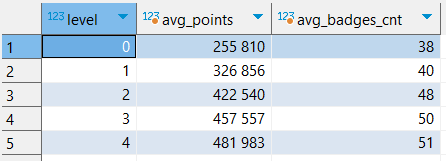 123 level 123 avg_points 123 avg_badges_cnt
1 0 255 810 38
2 1 326 856 40
3 2 422 540 48
4 3 457 557 50
5 4 481 983 51